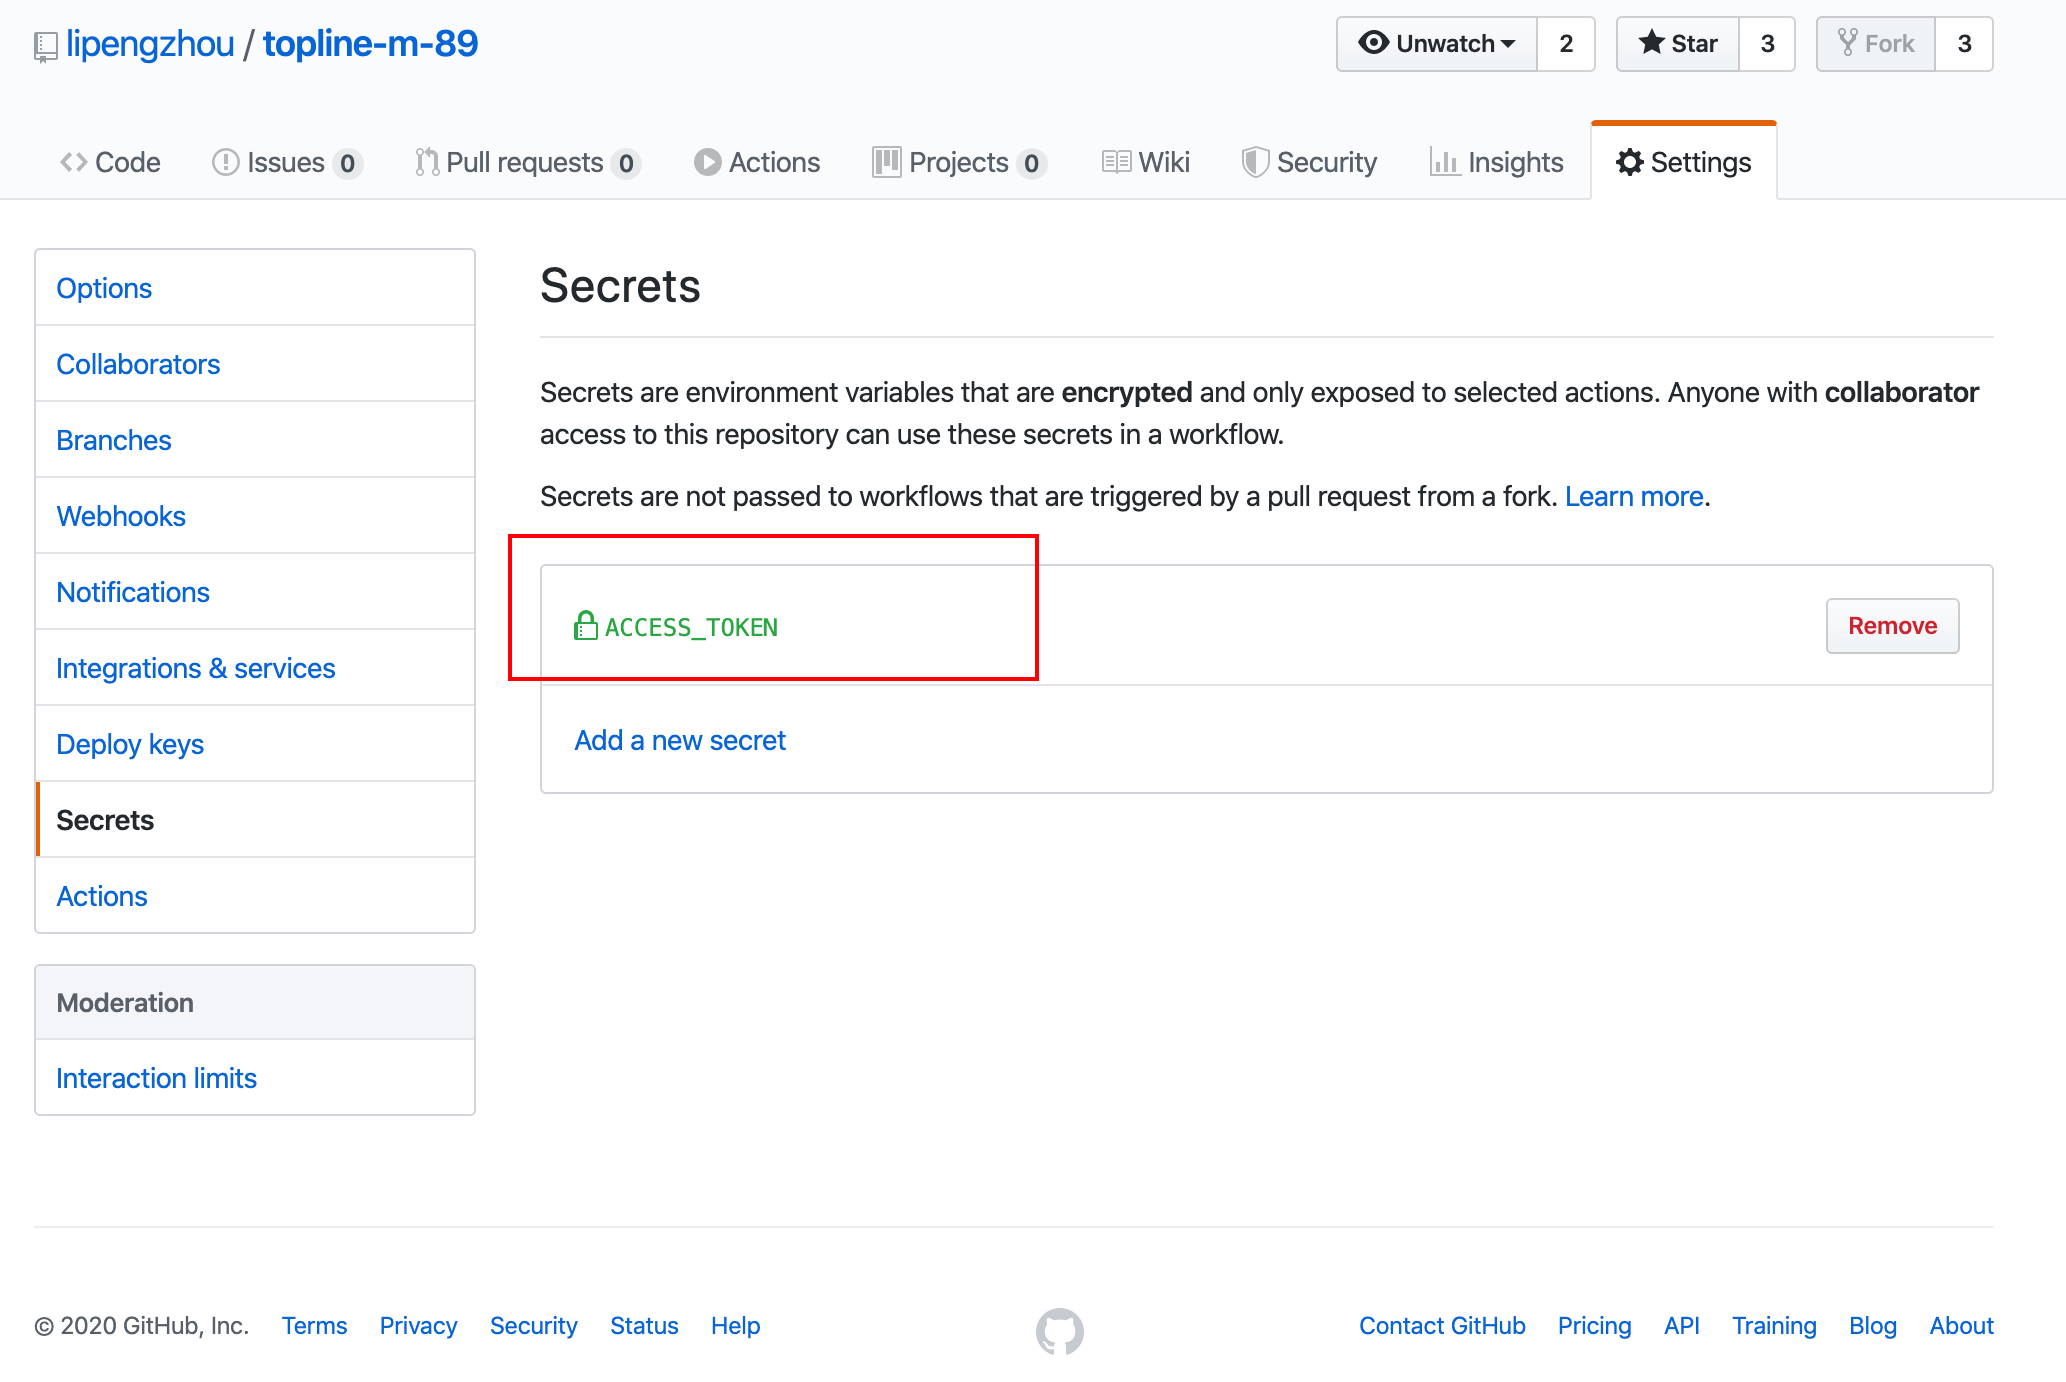 lipengzhou / topline-m-89
Unwatch 2 Star 3 Fork 3
Code Issues 0 Pull requests 0 Actions Projects 0 Wiki Security Insights Settings
Options
Collaborators
Branches
Webhooks
Notifications
Integrations & services
Deploy keys
Secrets
Actions
Moderation
Interaction limits
Secrets
Secrets are environment variables that are encrypted and only exposed to selected actions. Anyone with collaborator
access to this repository can use these secrets in a workflow.
Secrets are not passed to workflows that are triggered by a pull request from a fork. Learn more.
ACCESS_TOKEN
Remove
Add a new secret
© 2020 GitHub, Inc. Terms Privacy Security Status Help Contact GitHub Pricing API Training Blog About